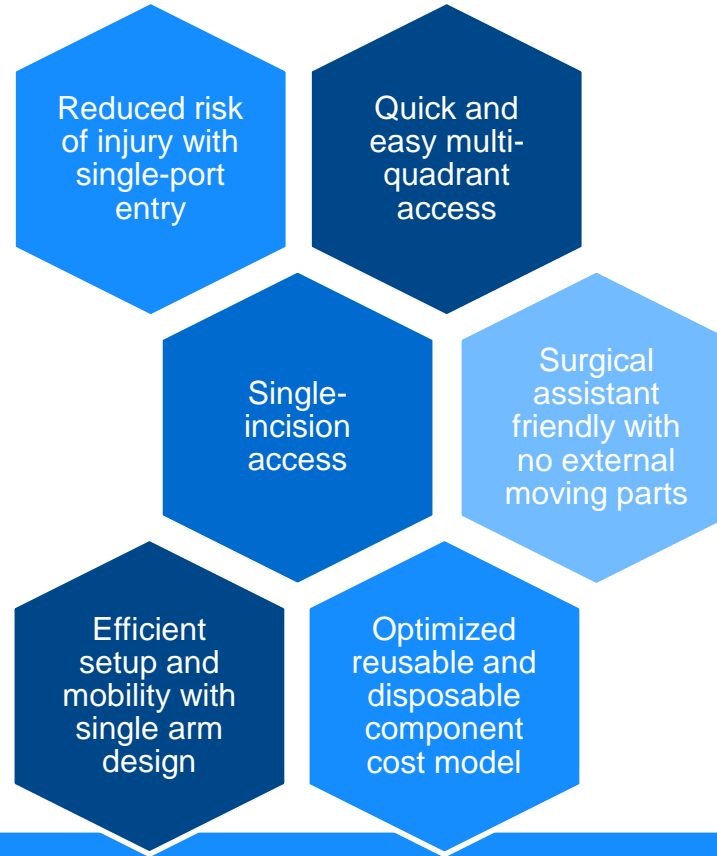 Reduced risk
of injury with
single-port
entry
Quick and
easy multi-
quadrant
access
Single-
incision
access
Surgical
assistant
friendly with
no external
moving parts
Efficient
setup and
mobility with
single arm
design
Optimized
reusable and
disposable
component
cost model